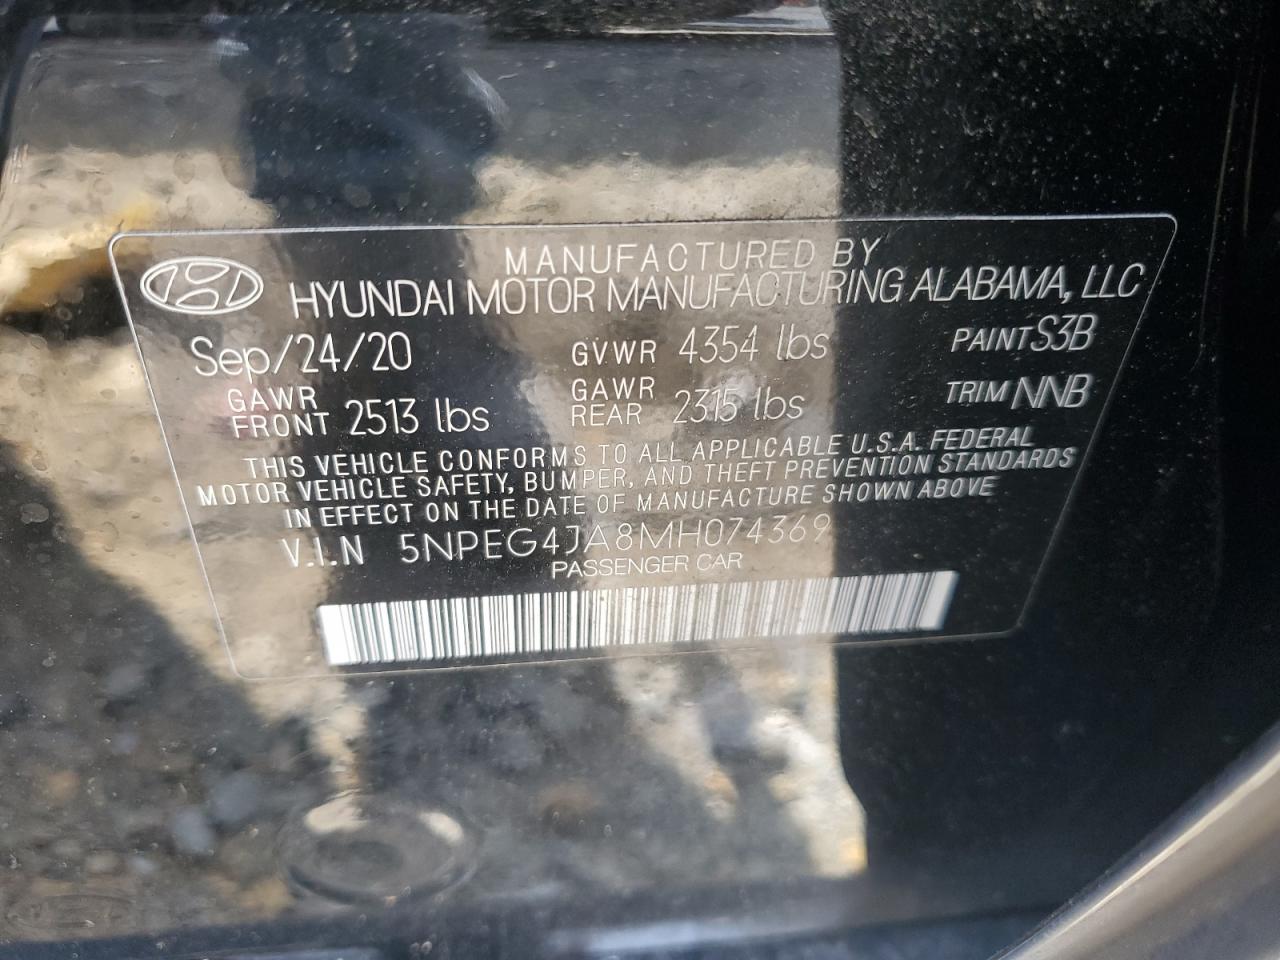 MANUFACTURED BY
HYUNDAI MOTOR MANUFACTURING ALABAMA, LLC
Sep/24/20 GVWR 4354 lbs PAINT S3B
GAWR FRONT 2513 lbs GAWR REAR 2315 lbs TRIM NNB
THIS VEHICLE CONFORMS TO ALL APPLICABLE U.S.A. FEDERAL
MOTOR VEHICLE SAFETY, BUMPER, AND THEFT PREVENTION STANDARDS
IN EFFECT ON THE DATE OF MANUFACTURE SHOWN ABOVE
V.I.N 5NPEG4JA8MH074369
PASSENGER CAR